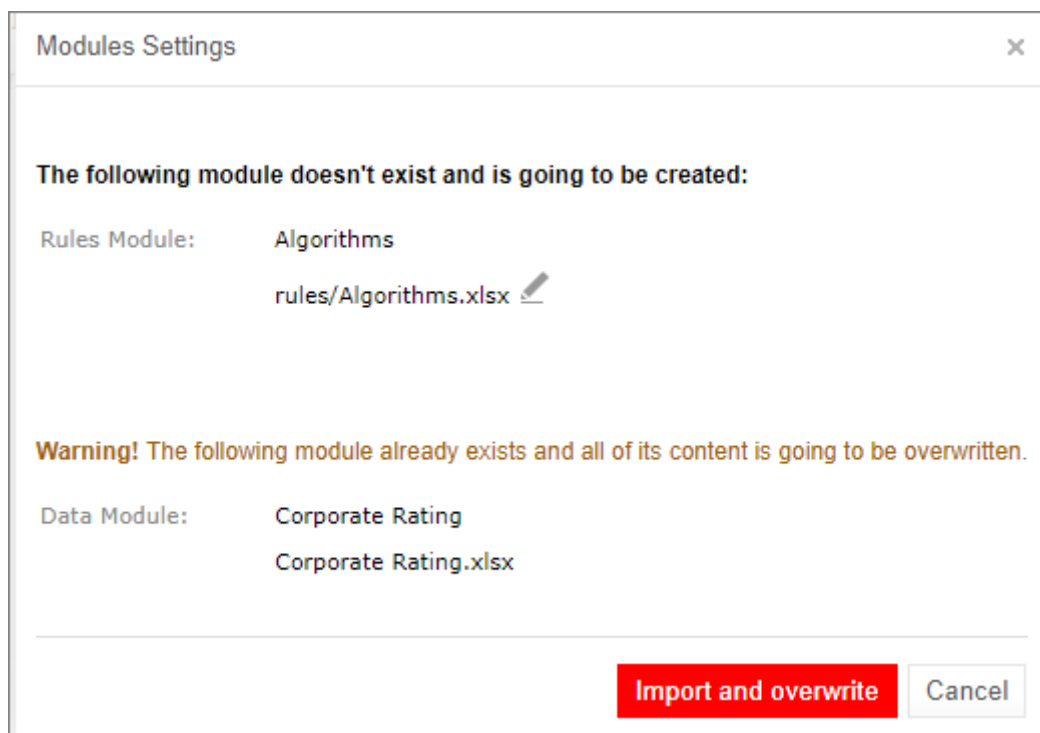 Modules Settings
The following module doesn't exist and is going to be created:
Rules Module: Algorithms
rules/Algorithms.xlsx
Warning! The following module already exists and all of its content is going to be overwritten.
Data Module: Corporate Rating
Corporate Rating.xlsx
Import and overwrite Cancel